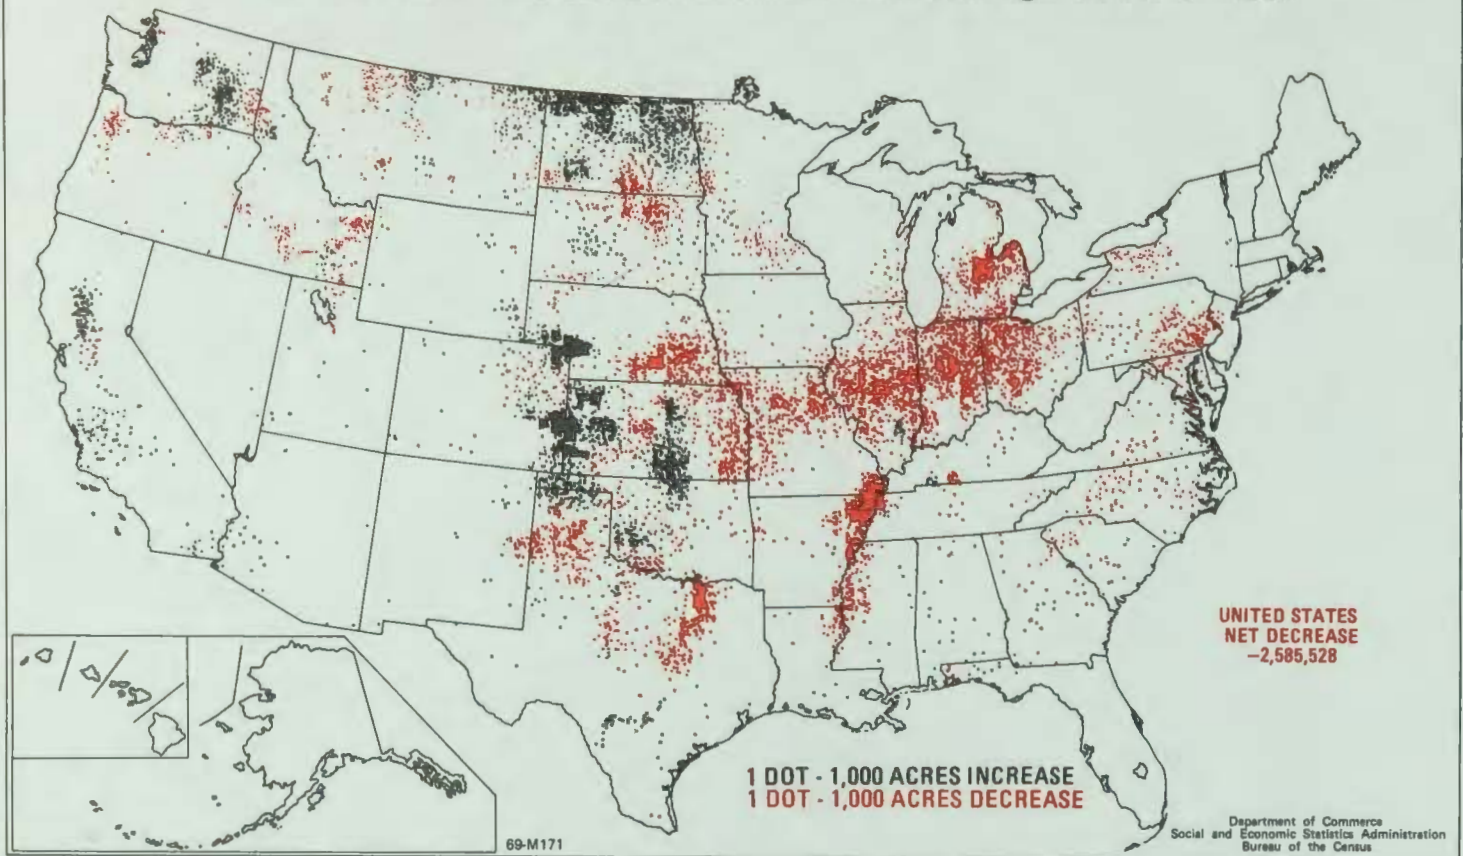 UNITED STATES
NET DECREASE
-2,585,528
1 DOT - 1,000 ACRES INCREASE
1 DOT - 1,000 ACRES DECREASE
69-M171
Department of Commerce
Social and Economic Statistics Administration
Bureau of the Census